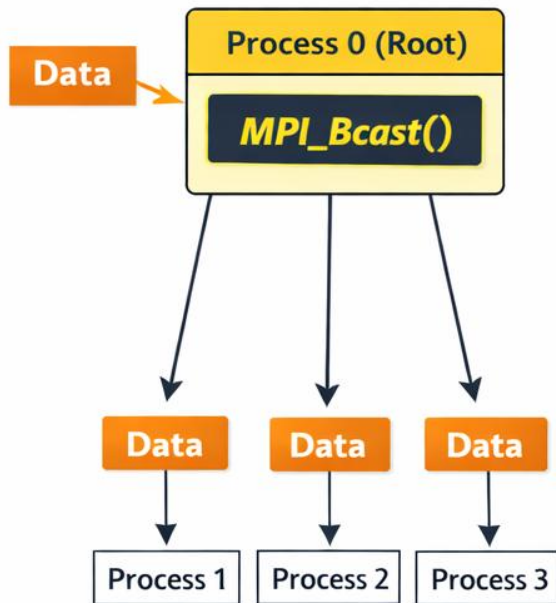 Process 0 (Root)
Data
MPI_Bcast()
Data
Data
Data
Process 1
Process 2
Process 3